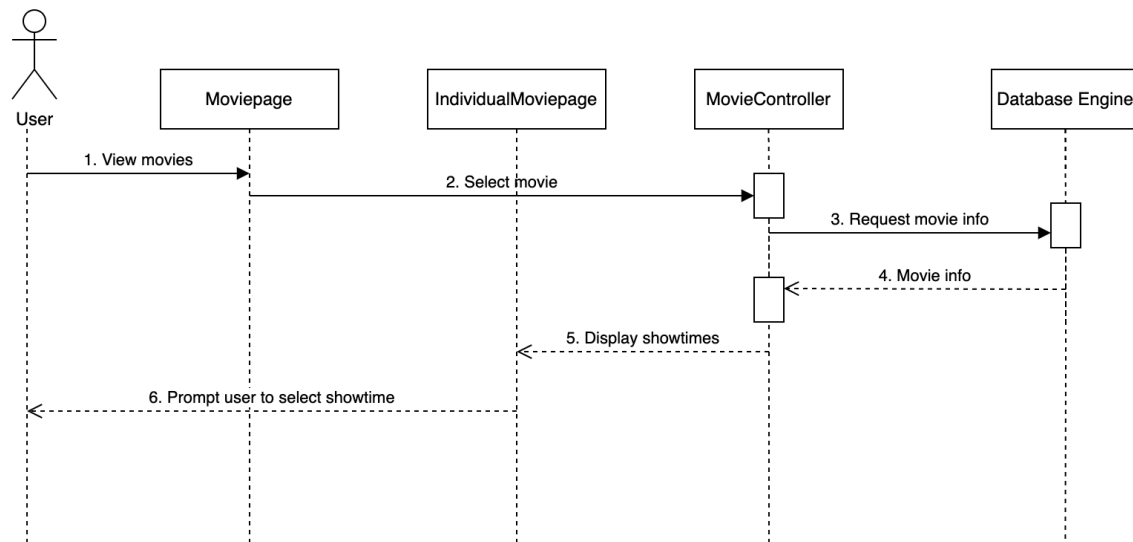 Moviepage
IndividualMoviepage
MovieController
Database Engine
User
1. View movies
2. Select movie
3. Request movie info
4. Movie info
5. Display showtimes
6. Prompt user to select showtime